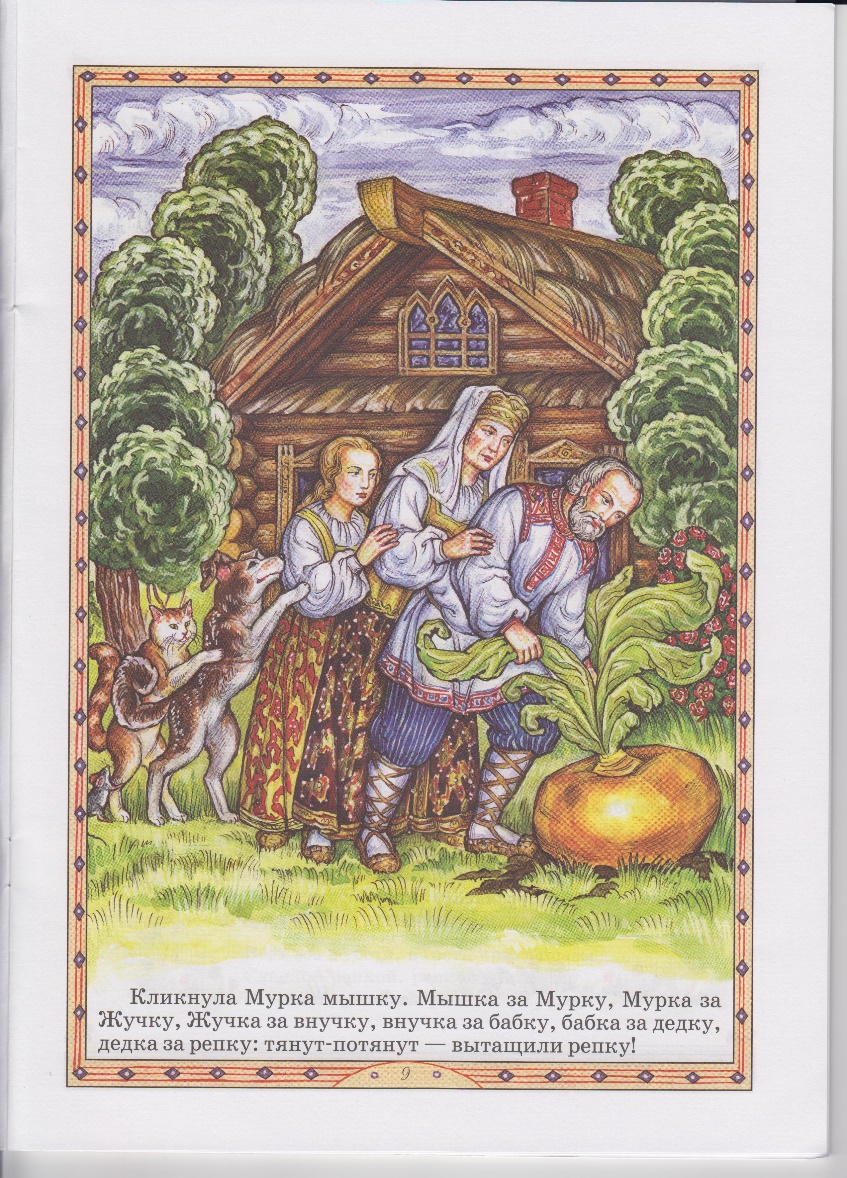 Кликнула Мурка мышку. Мышка за Мурку, Мурка за
Жучку, Жучка за внучку, внучка за бабку, бабка за дедку,
дедка за репку: тянут-потянут — вытащили репку!
9